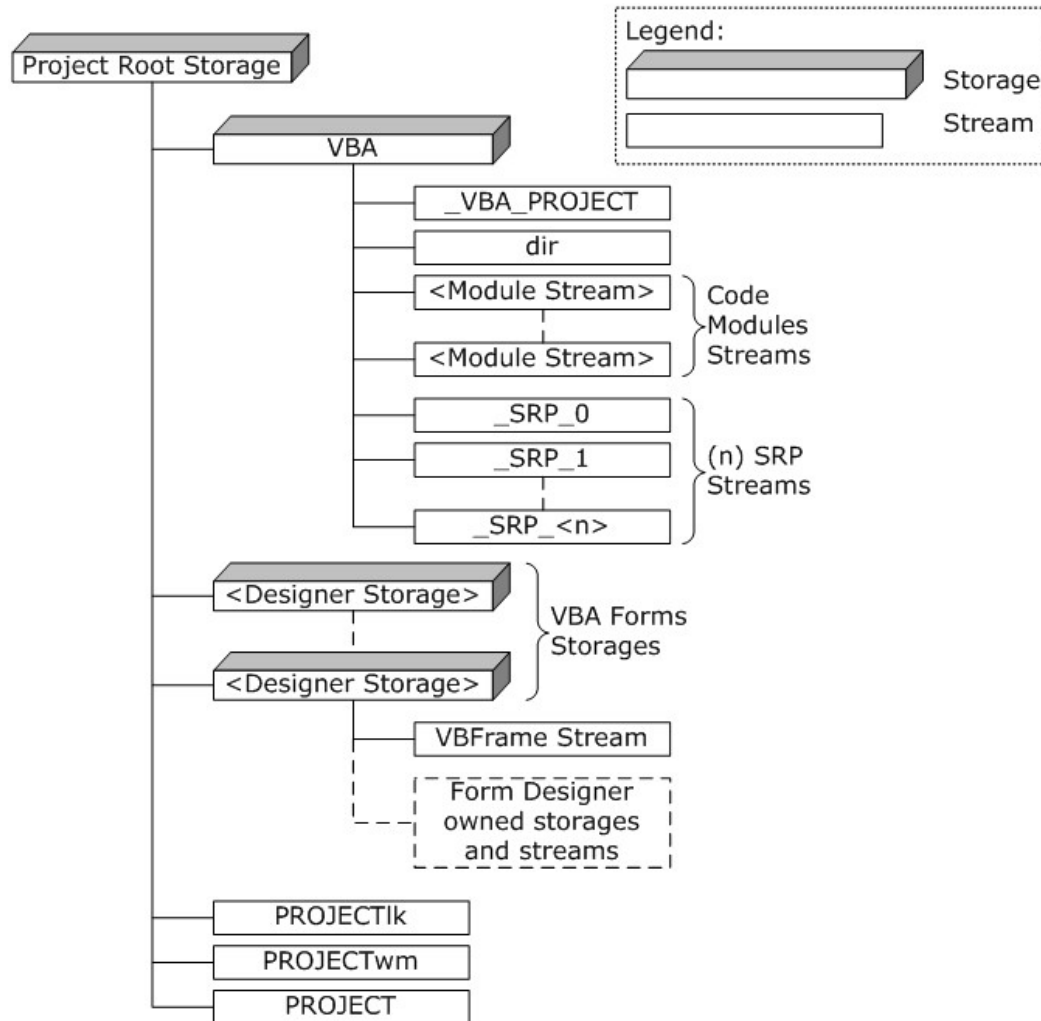 Project Root Storage
Legend:
Storage
Stream
VBA
_VBA_PROJECT
dir
<Module Stream>
<Module Stream>
Code
Modules
Streams
_SRP_0
_SRP_1
_SRP_<n>
(n) SRP
Streams
<Designer Storage>
<Designer Storage>
VBA Forms
Storages
VBFrame Stream
Form Designer
owned storages
and streams
PROJECTlk
PROJECTwm
PROJECT